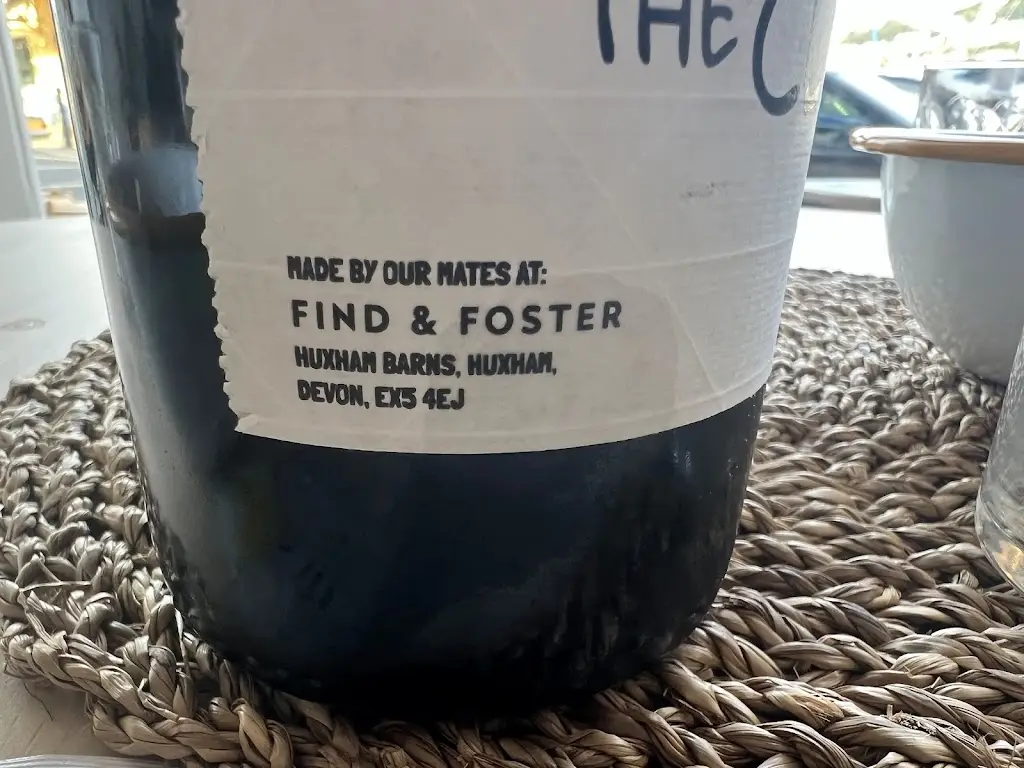 THE
MADE BY OUR MATES AT:
FIND & FOSTER
HUXHAM BARNS, HUXHAM,
DEVON, EX5 4EJ